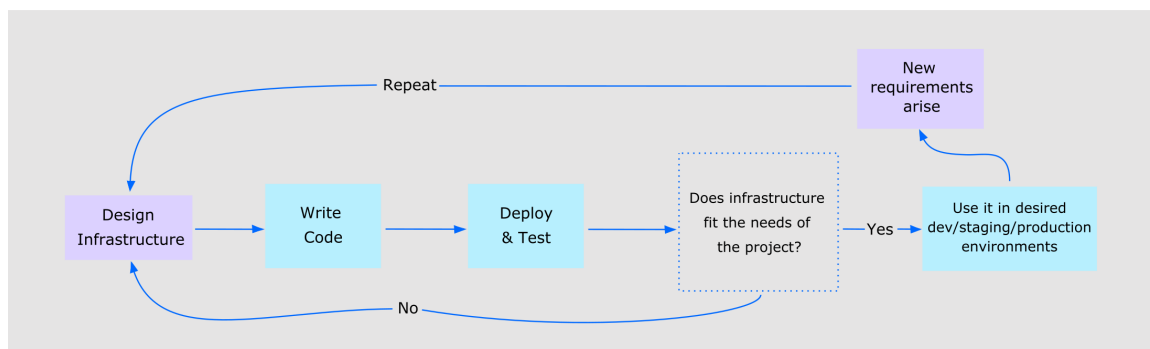 Design
Infrastructure
Write
Code
Deploy
& Test
Does infrastructure
fit the needs of
the project?
Yes
Use it in desired
dev/staging/production
environments
New
requirements
arise
Repeat
No